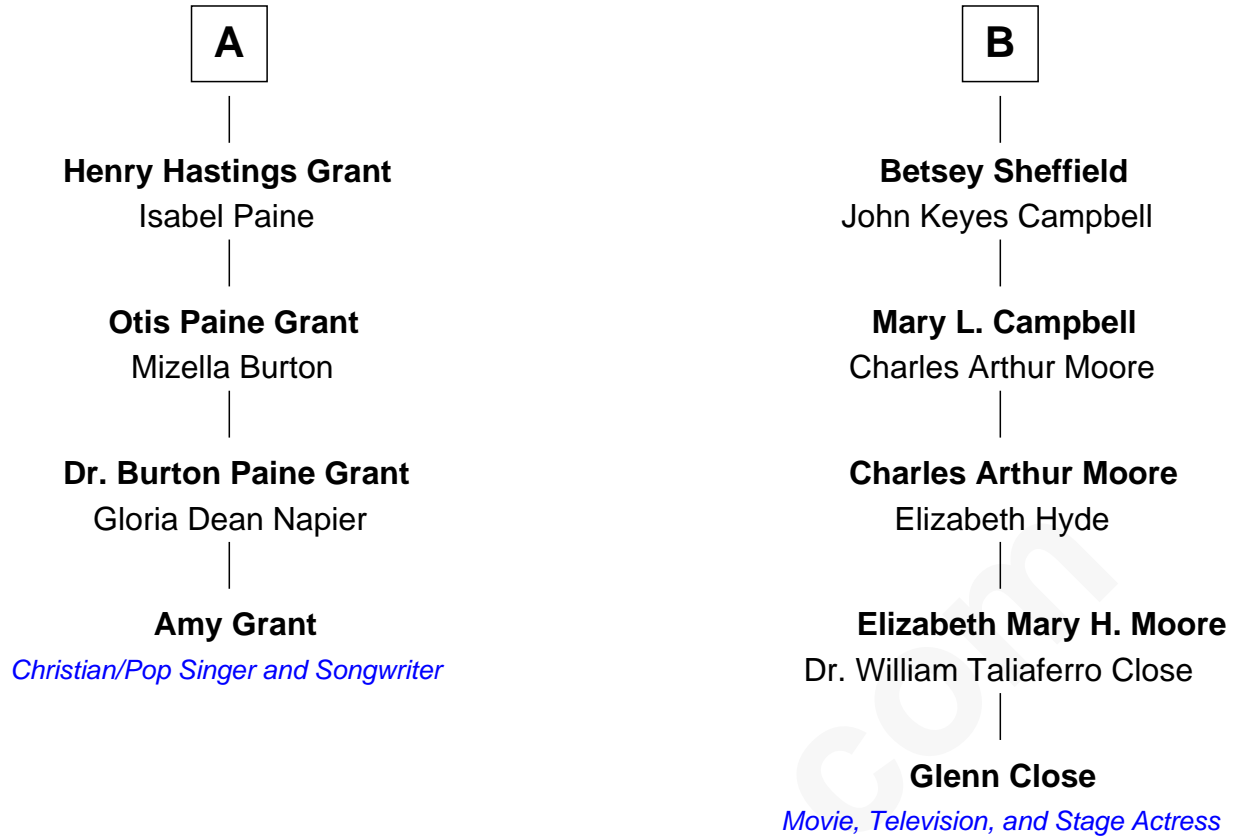 A
Henry Hastings Grant
Isabel Paine
Otis Paine Grant
Mizella Burton
Dr. Burton Paine Grant
Gloria Dean Napier
Amy Grant
Christian/Pop Singer and Songwriter
B
Betsey Sheffield
John Keyes Campbell
Mary L. Campbell
Charles Arthur Moore
Charles Arthur Moore
Elizabeth Hyde
Elizabeth Mary H. Moore
Dr. William Taliaferro Close
Glenn Close
Movie, Television, and Stage Actress
com